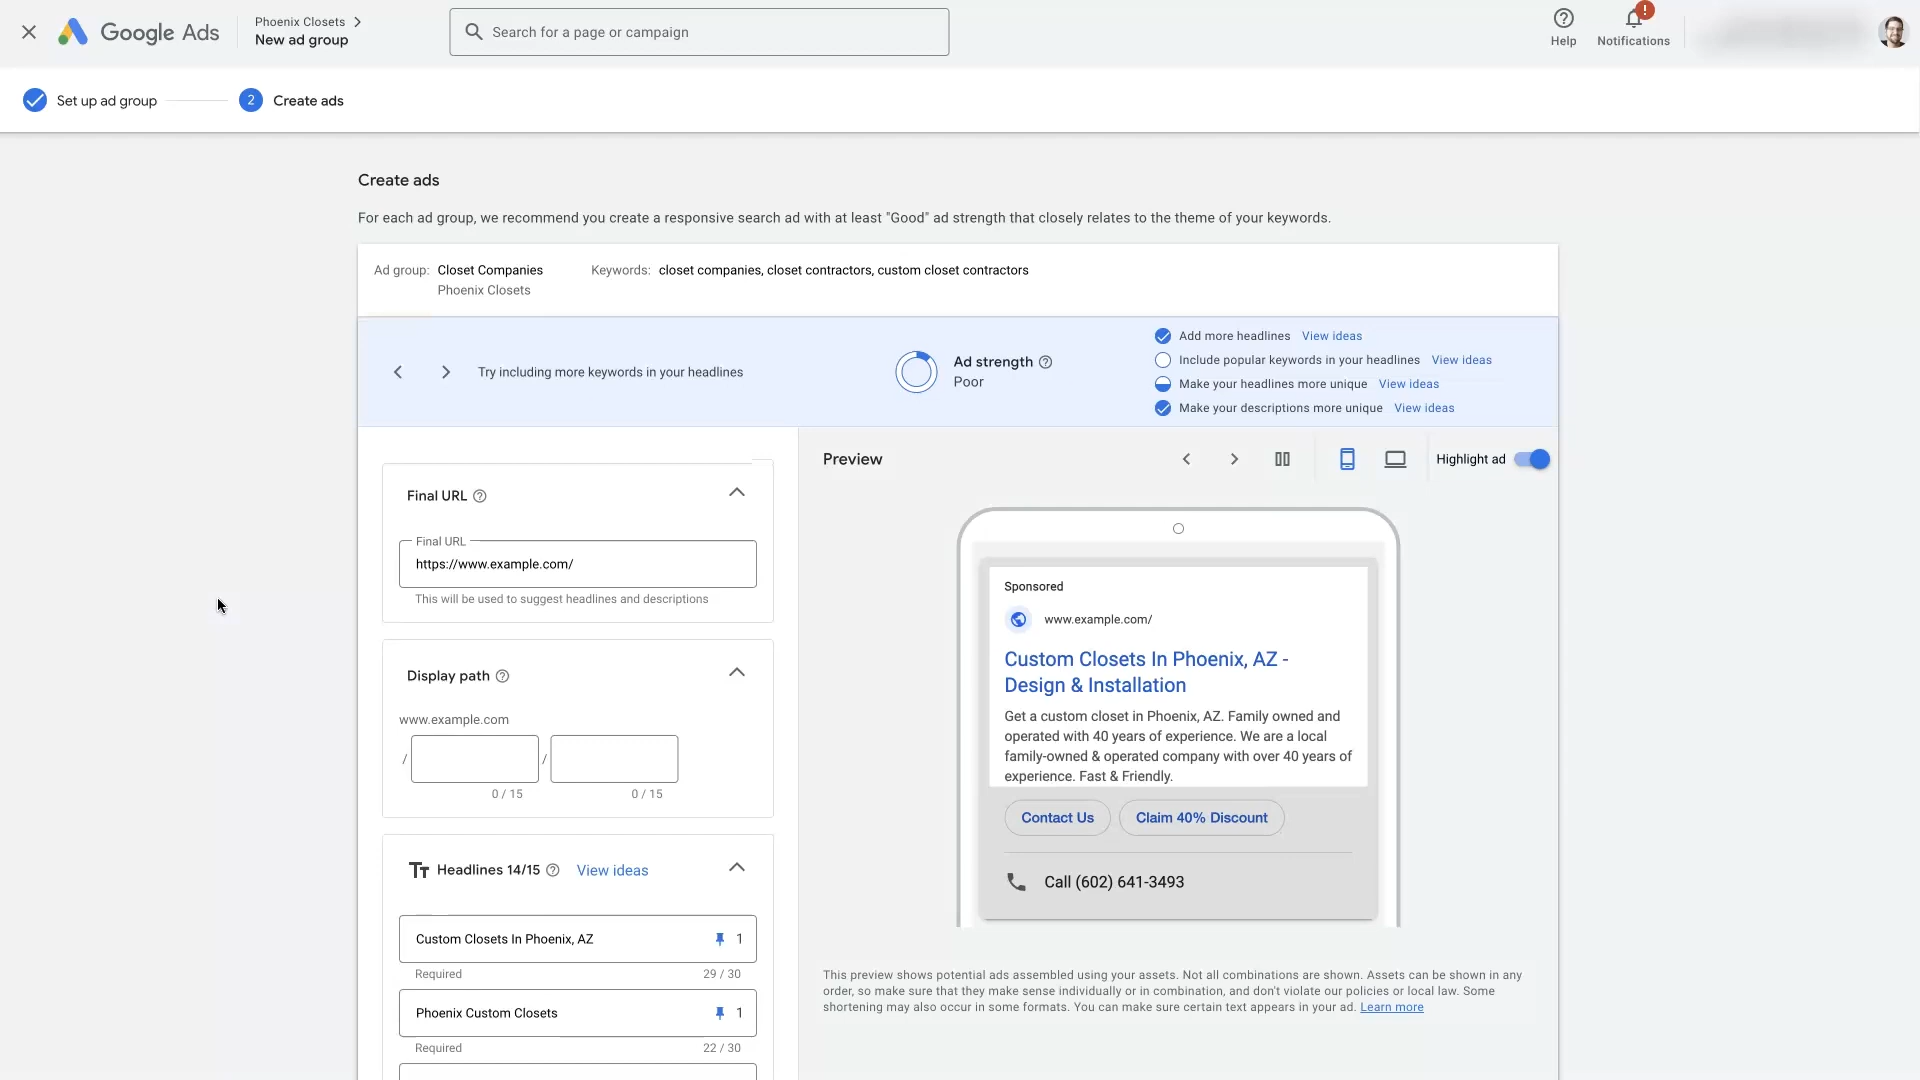 Google Ads
Phoenix Closets
New ad group
Search for a page or campaign
Help
!
Notifications
Set up ad group
2
Create ads
Create ads
For each ad group, we recommend you create a responsive search ad with at least "Good" ad strength that closely relates to the theme of your keywords.
Ad group: Closet Companies
Phoenix Closets
Keywords: closet companies, closet contractors, custom closet contractors
Try including more keywords in your headlines
Ad strength ?
Poor
Add more headlines View ideas
Include popular keywords in your headlines View ideas
Make your headlines more unique View ideas
Make your descriptions more unique View ideas
Final URL ?
Final URL
https://www.example.com/
This will be used to suggest headlines and descriptions
Display path ?
www.example.com
/ /
0 / 15 0 / 15
Tт Headlines 14/15 ? View ideas
Custom Closets In Phoenix, AZ 1
Required 29 / 30
Phoenix Custom Closets 1
Required 22 / 30
Preview
Highlight ad
Sponsored
www.example.com/
Custom Closets In Phoenix, AZ -
Design & Installation
Get a custom closet in Phoenix, AZ. Family owned and
operated with 40 years of experience. We are a local
family-owned & operated company with over 40 years of
experience. Fast & Friendly.
Contact Us
Claim 40% Discount
Call (602) 641-3493
This preview shows potential ads assembled using your assets. Not all combinations are shown. Assets can be shown in any
order, so make sure that they make sense individually or in combination, and don't violate our policies or local law. Some
shortening may also occur in some formats. You can make sure certain text appears in your ad. Learn more